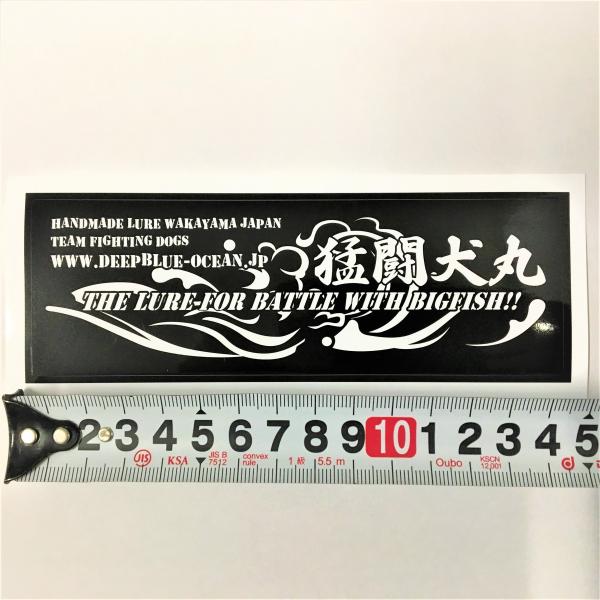 HANDMADE LURE WAKAYAMA JAPAN
TEAM FIGHTING DOGS
WWW.DEEPBLUE-OCEAN.JP
猛闘犬丸
THE LURE-FOR BATTLE WITH BIGFISH!!
2 3 4 5 6 7 8 9 10 1 2 3 4 5
JIS KSA JIS B 7512 convex rule 1級 5.5 m Oubo KSCN 12,001